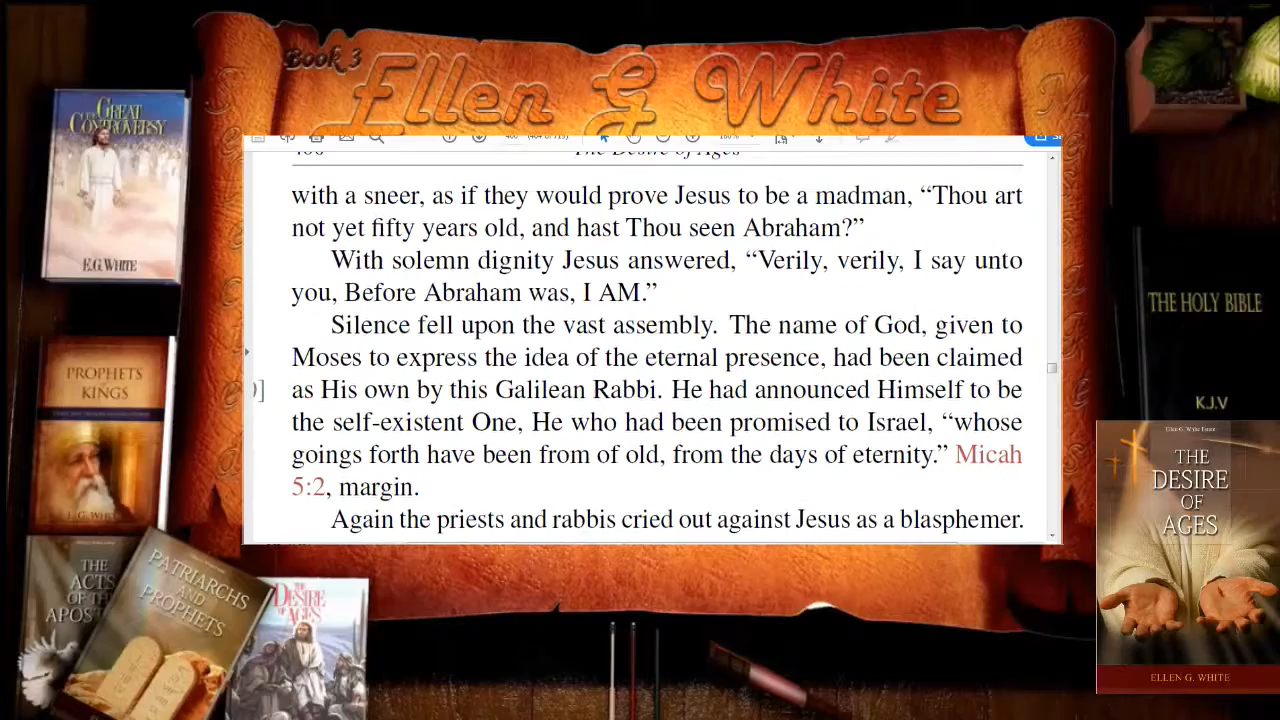 Book 3
Ellen G White
The Desire of Ages
with a sneer, as if they would prove Jesus to be a madman, “Thou art
not yet fifty years old, and hast Thou seen Abraham?”
With solemn dignity Jesus answered, “Verily, verily, I say unto
you, Before Abraham was, I AM.”
Silence fell upon the vast assembly. The name of God, given to
Moses to express the idea of the eternal presence, had been claimed
as His own by this Galilean Rabbi. He had announced Himself to be
the self-existent One, He who had been promised to Israel, “whose
goings forth have been from of old, from the days of eternity.” Micah
5:2, margin.
Again the priests and rabbis cried out against Jesus as a blasphemer.
THE
GREAT
CONTROVERSY
E.G. WHITE
PROPHETS
AND
KINGS
E. G. WHITE
THE
ACTS
OF THE
PATRIARCHS
AND
PROPHETS
THE
DESIRE
OF AGES
THE HOLY BIBLE
K.J.V
Ellen G. White Estate
THE
DESIRE
OF
AGES
ELLEN G. WHITE